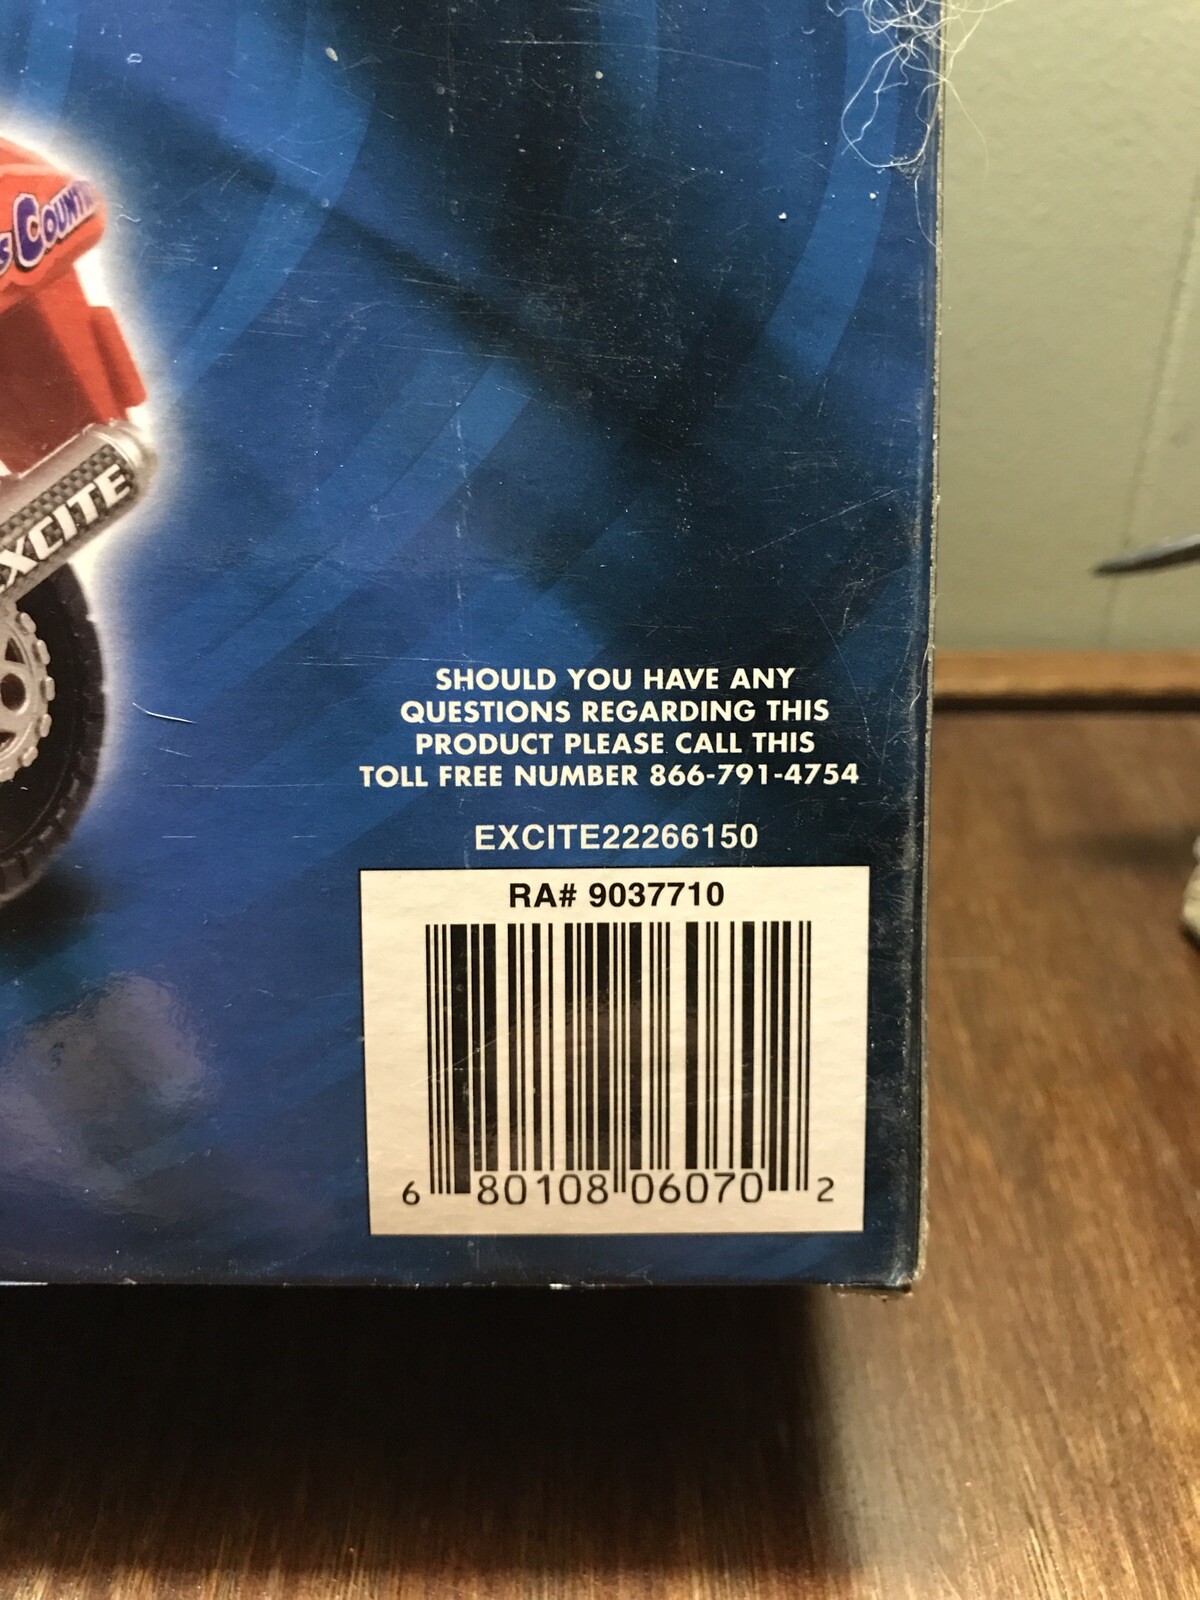 COUNTR
EXCITE
SHOULD YOU HAVE ANY
QUESTIONS REGARDING THIS
PRODUCT PLEASE CALL THIS
TOLL FREE NUMBER 866-791-4754
EXCITE22266150
RA# 9037710
6 80108 06070 2